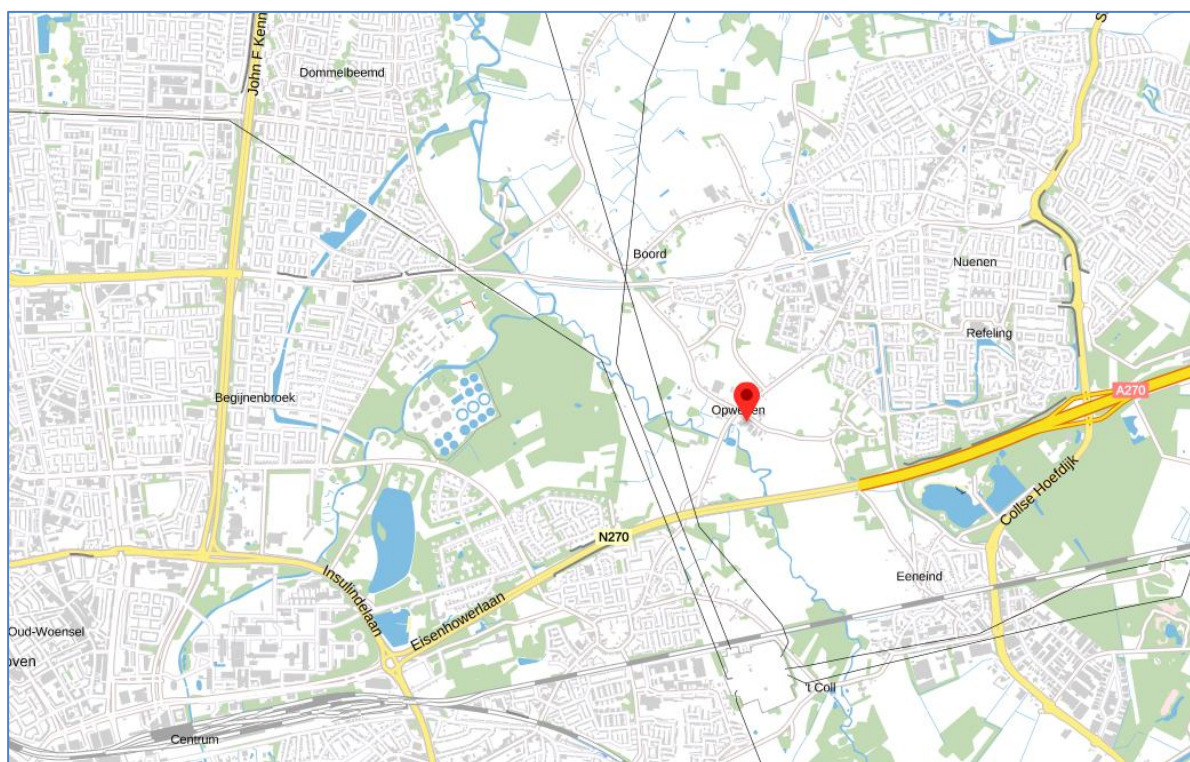 John F Kenn
Dommelbeemd
Boord
Nuenen
Refeling
A270
Begijnenbroek
Opwetten
Collse Hoefdijk
N270
Insulindelaan
Eeneind
Eisenhowerlaan
Oud-Woensel
oven
't Coll
Centrum